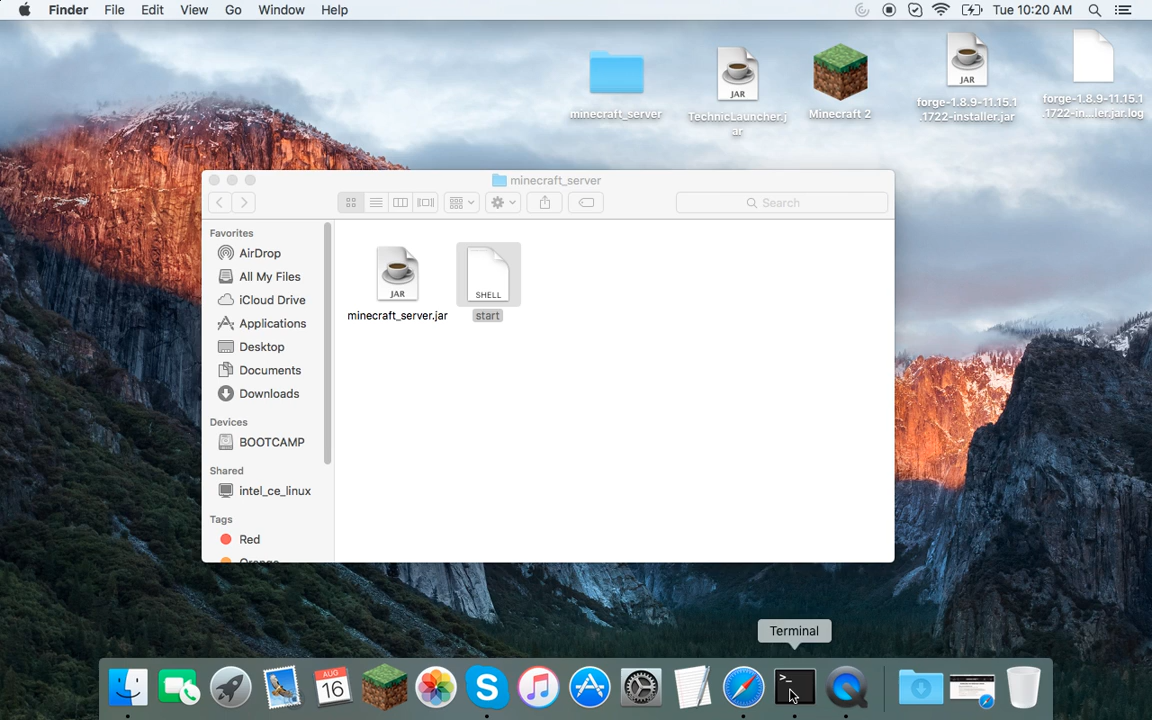 Finder File Edit View Go Window Help
Tue 10:20 AM
minecraft_server
TechnicLauncher.j
ar
Minecraft 2
JAR
forge-1.8.9-11.15.1
.1722-installer.jar
forge-1.8.9-11.15.1
.1722-in...ler.jar.log
JAR
minecraft_server
Search
Favorites
AirDrop
All My Files
iCloud Drive
Applications
Desktop
Documents
Downloads
Devices
BOOTCAMP
Shared
intel_ce_linux
Tags
Red
Orange
JAR
minecraft_server.jar
SHELL
start
Terminal
AUG
16
S
>_